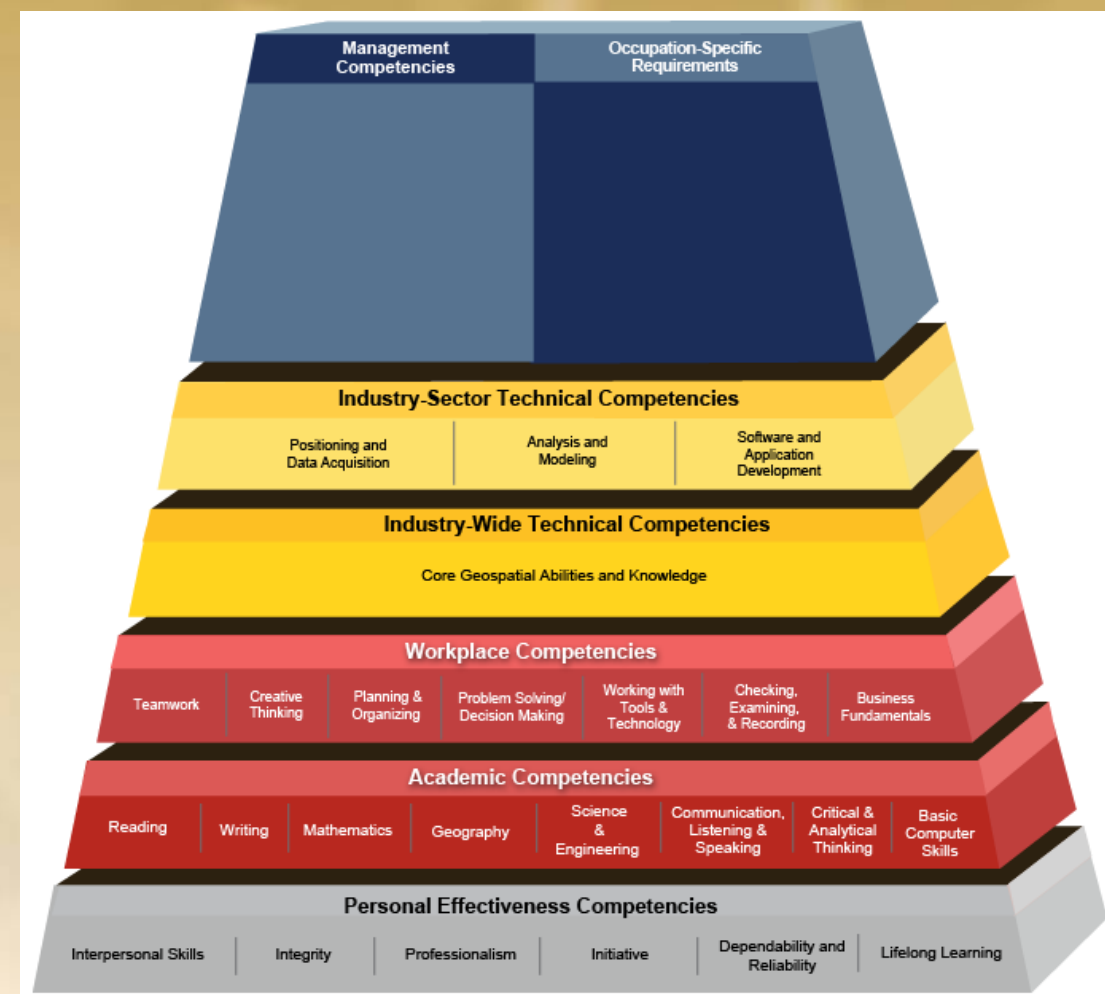 Management
Competencies
Occupation-Specific
Requirements
Industry-Sector Technical Competencies
Positioning and
Data Acquisition
Analysis and
Modeling
Software and
Application
Development
Industry-Wide Technical Competencies
Core Geospatial Abilities and Knowledge
Workplace Competencies
Teamwork
Creative
Thinking
Planning &
Organizing
Problem Solving/
Decision Making
Working with
Tools &
Technology
Checking,
Examining,
& Recording
Business
Fundamentals
Academic Competencies
Reading
Writing
Mathematics
Geography
Science
&
Engineering
Communication,
Listening &
Speaking
Critical &
Analytical
Thinking
Basic
Computer
Skills
Personal Effectiveness Competencies
Interpersonal Skills
Integrity
Professionalism
Initiative
Dependability and
Reliability
Lifelong Learning